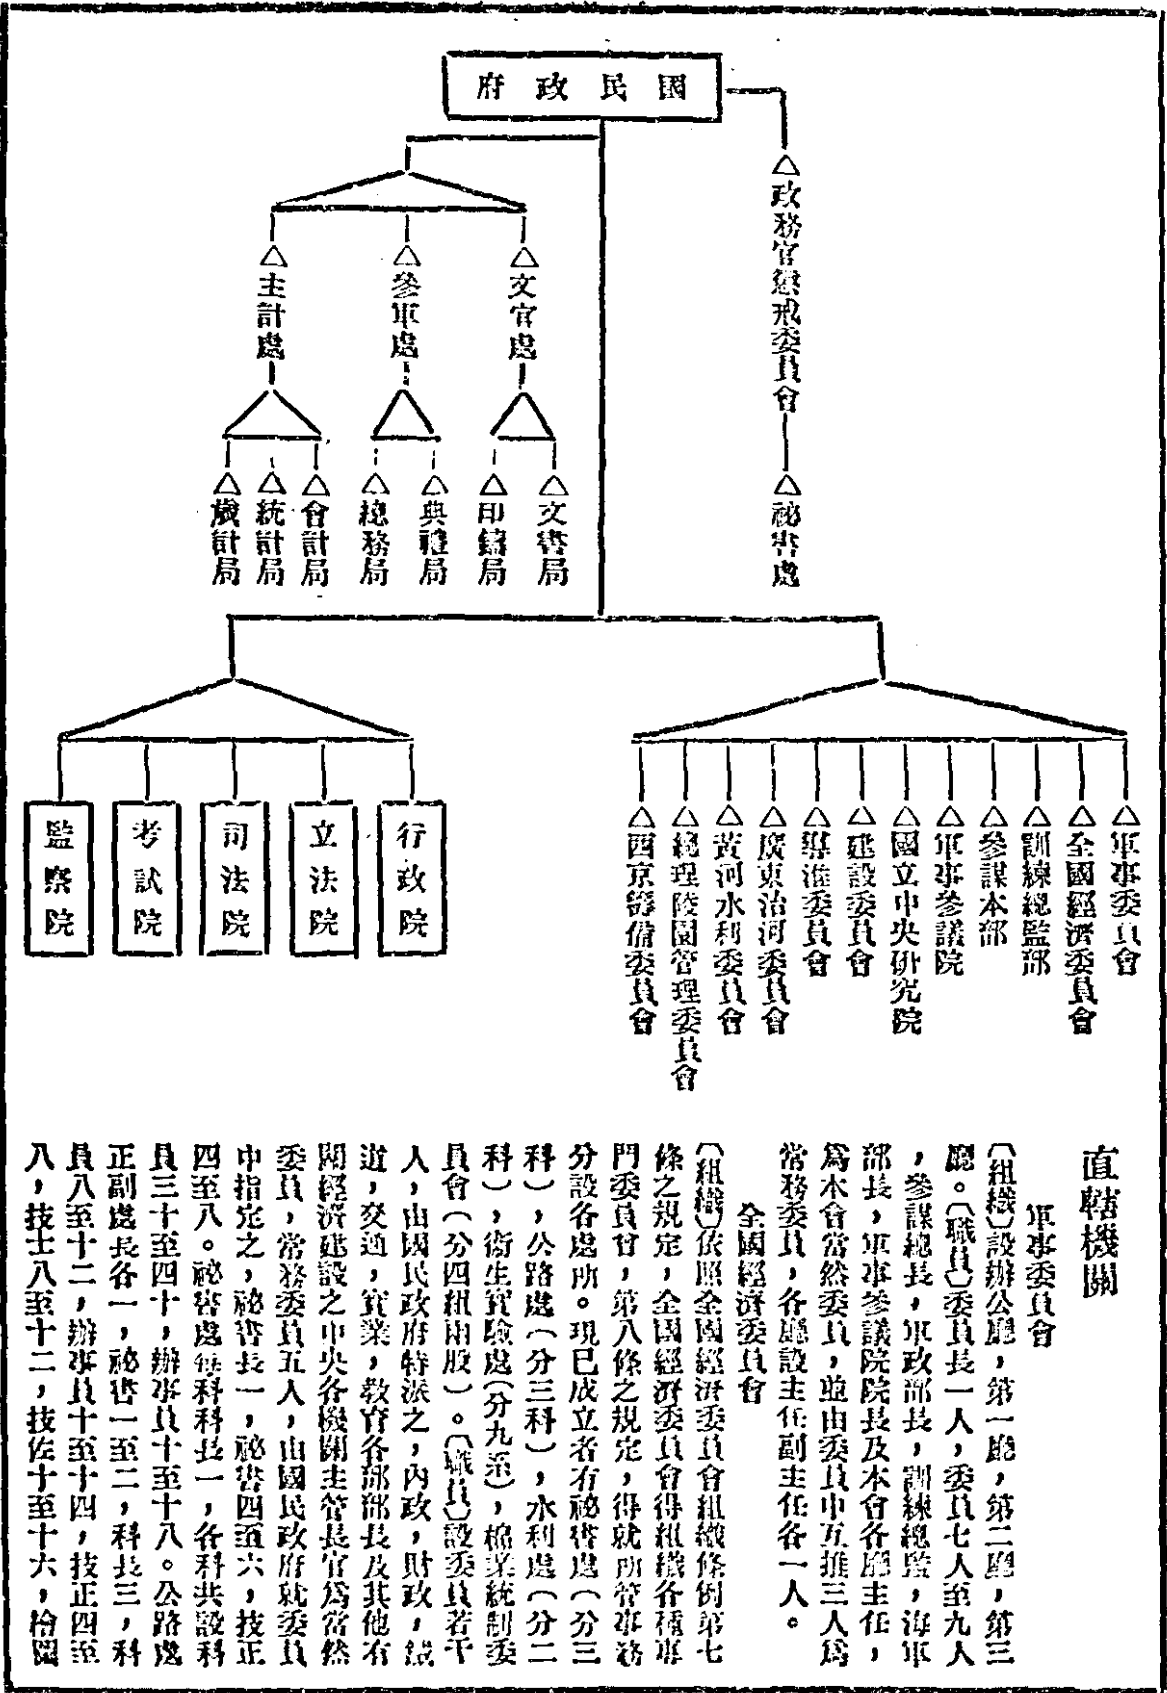 國民政府
△政務官懲戒委員會
△祕書處
△文官處
△參軍處
△主計處
△文書局
△印鑄局
△典禮局
△總務局
△會計局
△統計局
△歲計局
△軍事委員會
△全國經濟委員會
△訓練總監部
△參謀本部
△軍事參議院
△國立中央研究院
△建設委員會
△導淮委員會
△廣東治河委員會
△黃河水利委員會
△總理陵園管理委員會
△西京籌備委員會
行政院
立法院
司法院
考試院
監察院
直轄機關
軍事委員會
〔組織〕設辦公廳，第一廳，第二廳，第三
廳。〔職員〕委員長一人，委員七人至九人
，參謀總長，軍政部長，訓練總監，海軍
部長，軍事參議院院長及本會各廳主任，
爲本會當然委員，並由委員中互推三人爲
常務委員，各廳設主任副主任各一人。
全國經濟委員會
〔組織〕依照全國經濟委員會組織條例第七
條之規定，全國經濟委員會得組織各種專
門委員會，第八條之規定，得就所管事務
分設各處所。現已成立者有祕書處（分三
科），公路處（分三科），水利處（分二
科），衛生實驗處（分九系），棉業統制委
員會（分四組兩股）。〔職員〕設委員若干
人，由國民政府特派之，內政，財政，鐵
道，交通，實業，教育各部部長及其他有
關經濟建設之中央各機關主管長官爲當然
委員，常務委員五人，由國民政府就委員
中指定之，祕書長一，祕書四至六，技正
四至八。祕書處每科科長一，各科共設科
員三十至四十，辦事員十至十八。公路處
正副處長各一，祕書一至二，科長三，科
員八至十二，辦事員十至十四，技正四至
八，技士八至十二，技佐十至十六，繪圖